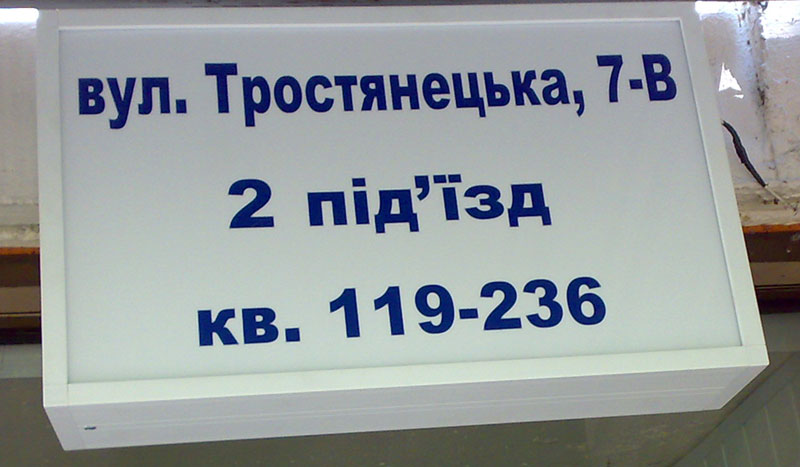 вул. Тростянецька, 7-В
2 під’їзд
кв. 119-236